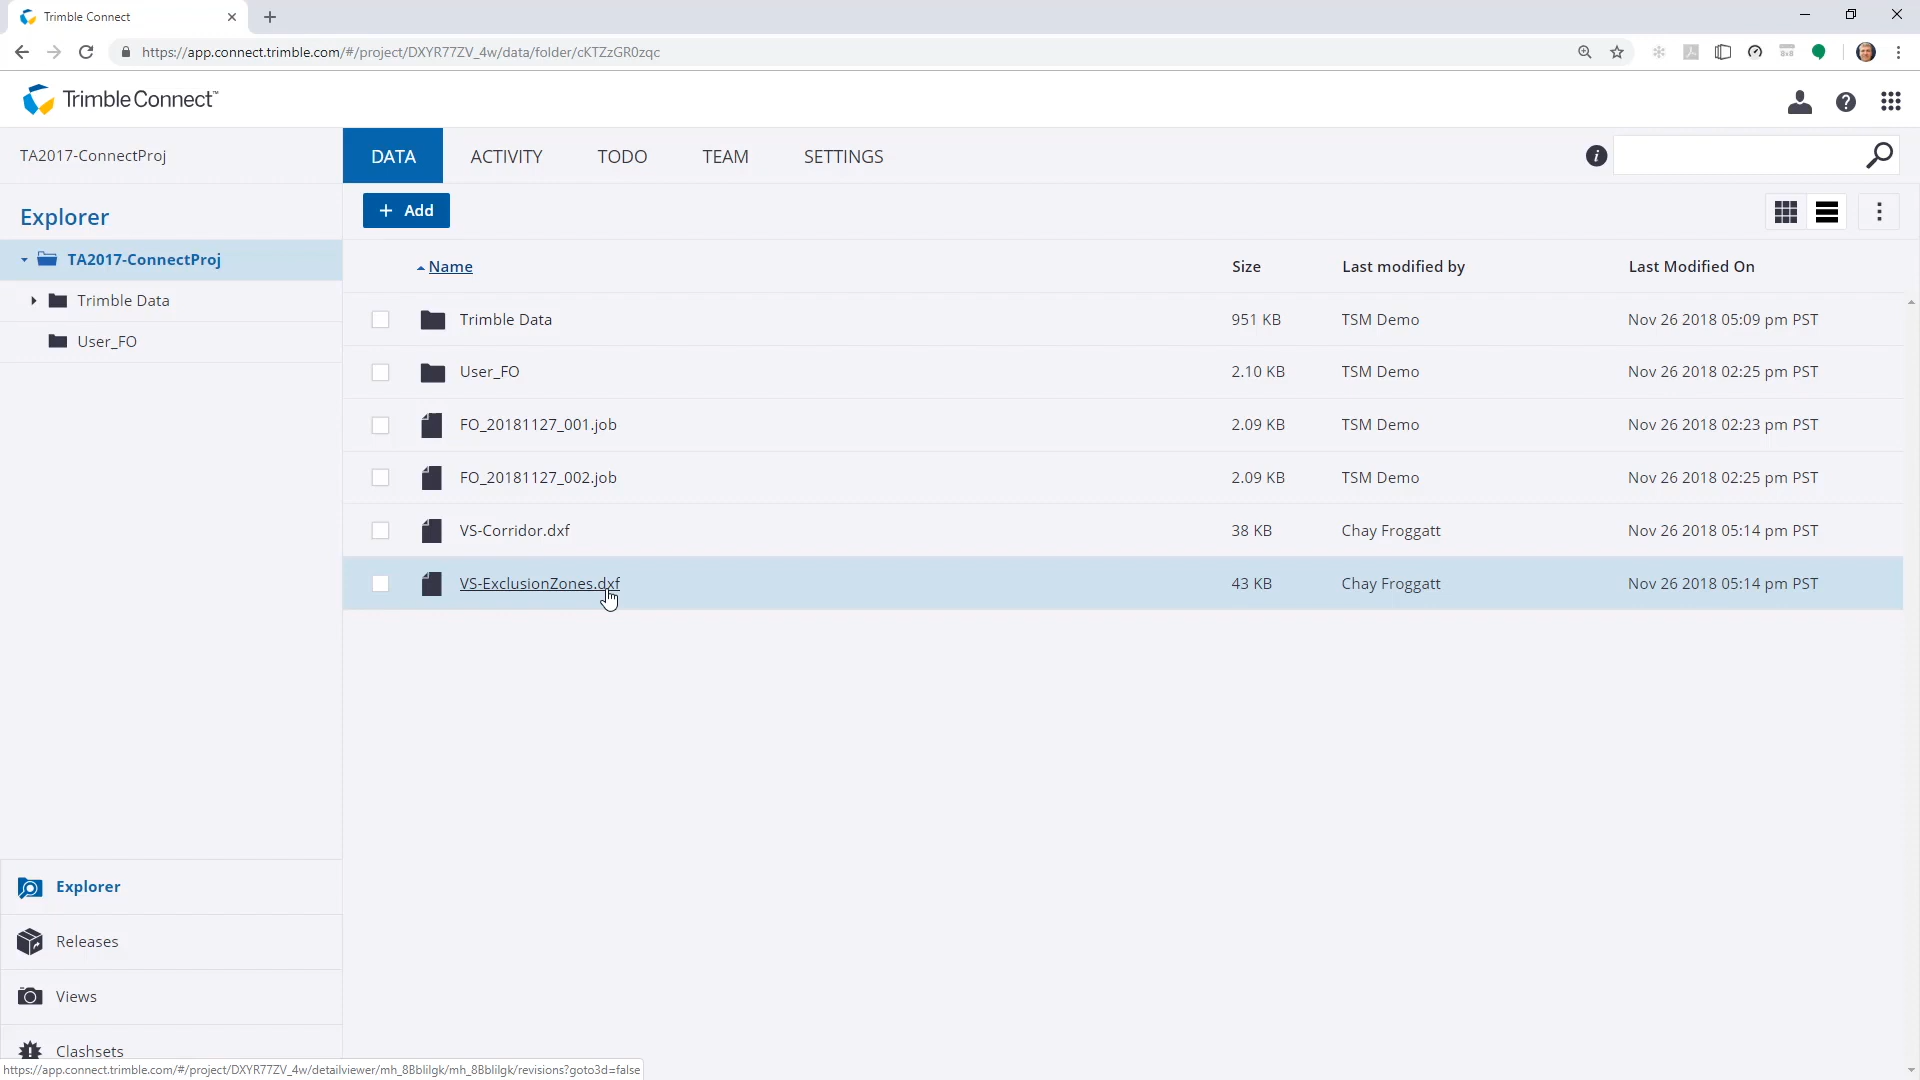 Trimble Connect
https://app.connect.trimble.com/#/project/DXYR77ZV_4w/data/folder/cKTZzGR0zqc
Trimble Connect™
TA2017-ConnectProj
DATA
ACTIVITY
TODO
TEAM
SETTINGS
Explorer
+ Add
TA2017-ConnectProj
Trimble Data
User_FO
Name Size Last modified by Last Modified On
Trimble Data 951 KB TSM Demo Nov 26 2018 05:09 pm PST
User_FO 2.10 KB TSM Demo Nov 26 2018 02:25 pm PST
FO_20181127_001.job 2.09 KB TSM Demo Nov 26 2018 02:23 pm PST
FO_20181127_002.job 2.09 KB TSM Demo Nov 26 2018 02:25 pm PST
VS-Corridor.dxf 38 KB Chay Froggatt Nov 26 2018 05:14 pm PST
VS-ExclusionZones.dxf 43 KB Chay Froggatt Nov 26 2018 05:14 pm PST
Explorer
Releases
Views
Clashsets
https://app.connect.trimble.com/#/project/DXYR77ZV_4w/detailviewer/mh_8Bblilgk/mh_8Bblilgk/revisions?goto3d=false